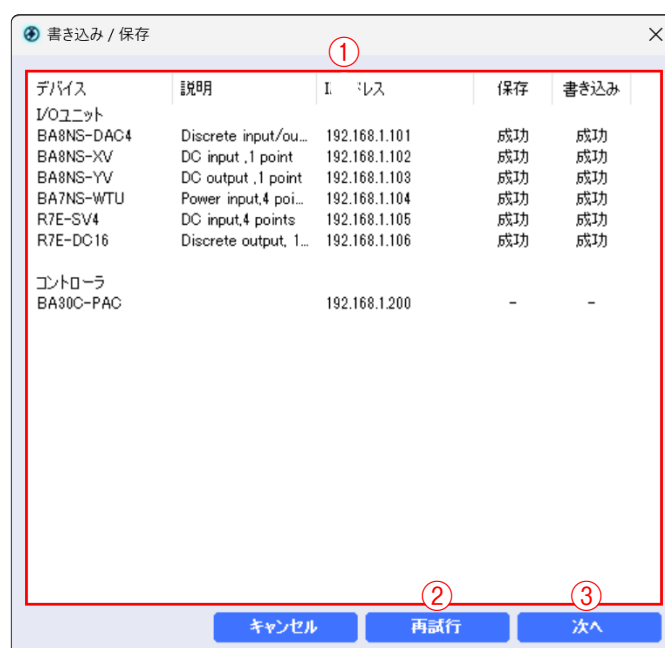 書き込み / 保存
①
デバイス 説明 保存 書き込み
I/Oユニット
BA8NS-DAC4 Discrete input/ou... 192.168.1.101 成功 成功
BA8NS-XV DC input ,1 point 192.168.1.102 成功 成功
BA8NS-YV DC output ,1 point 192.168.1.103 成功 成功
BA7NS-WTU Power input,4 poi... 192.168.1.104 成功 成功
R7E-SV4 DC input,4 points 192.168.1.105 成功 成功
R7E-DC16 Discrete output, 1... 192.168.1.106 成功 成功
コントローラ
BA30C-PAC 192.168.1.200 - -
② ③
キャンセル 再試行 次へ